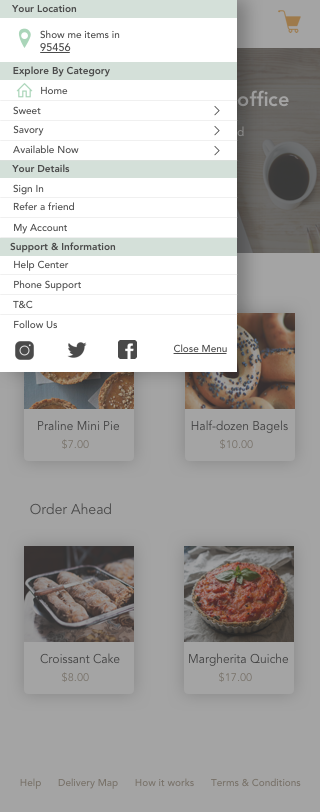 Your Location
Show me items in
95456
Explore By Category
Home
Sweet
Savory
Available Now
Your Details
Sign In
Refer a friend
My Account
Support & Information
Help Center
Phone Support
T&C
Follow Us
Close Menu
office
d
Praline Mini Pie
$7.00
Half-dozen Bagels
$10.00
Order Ahead
Croissant Cake
$8.00
Margherita Quiche
$17.00
Help
Delivery Map
How it works
Terms & Conditions